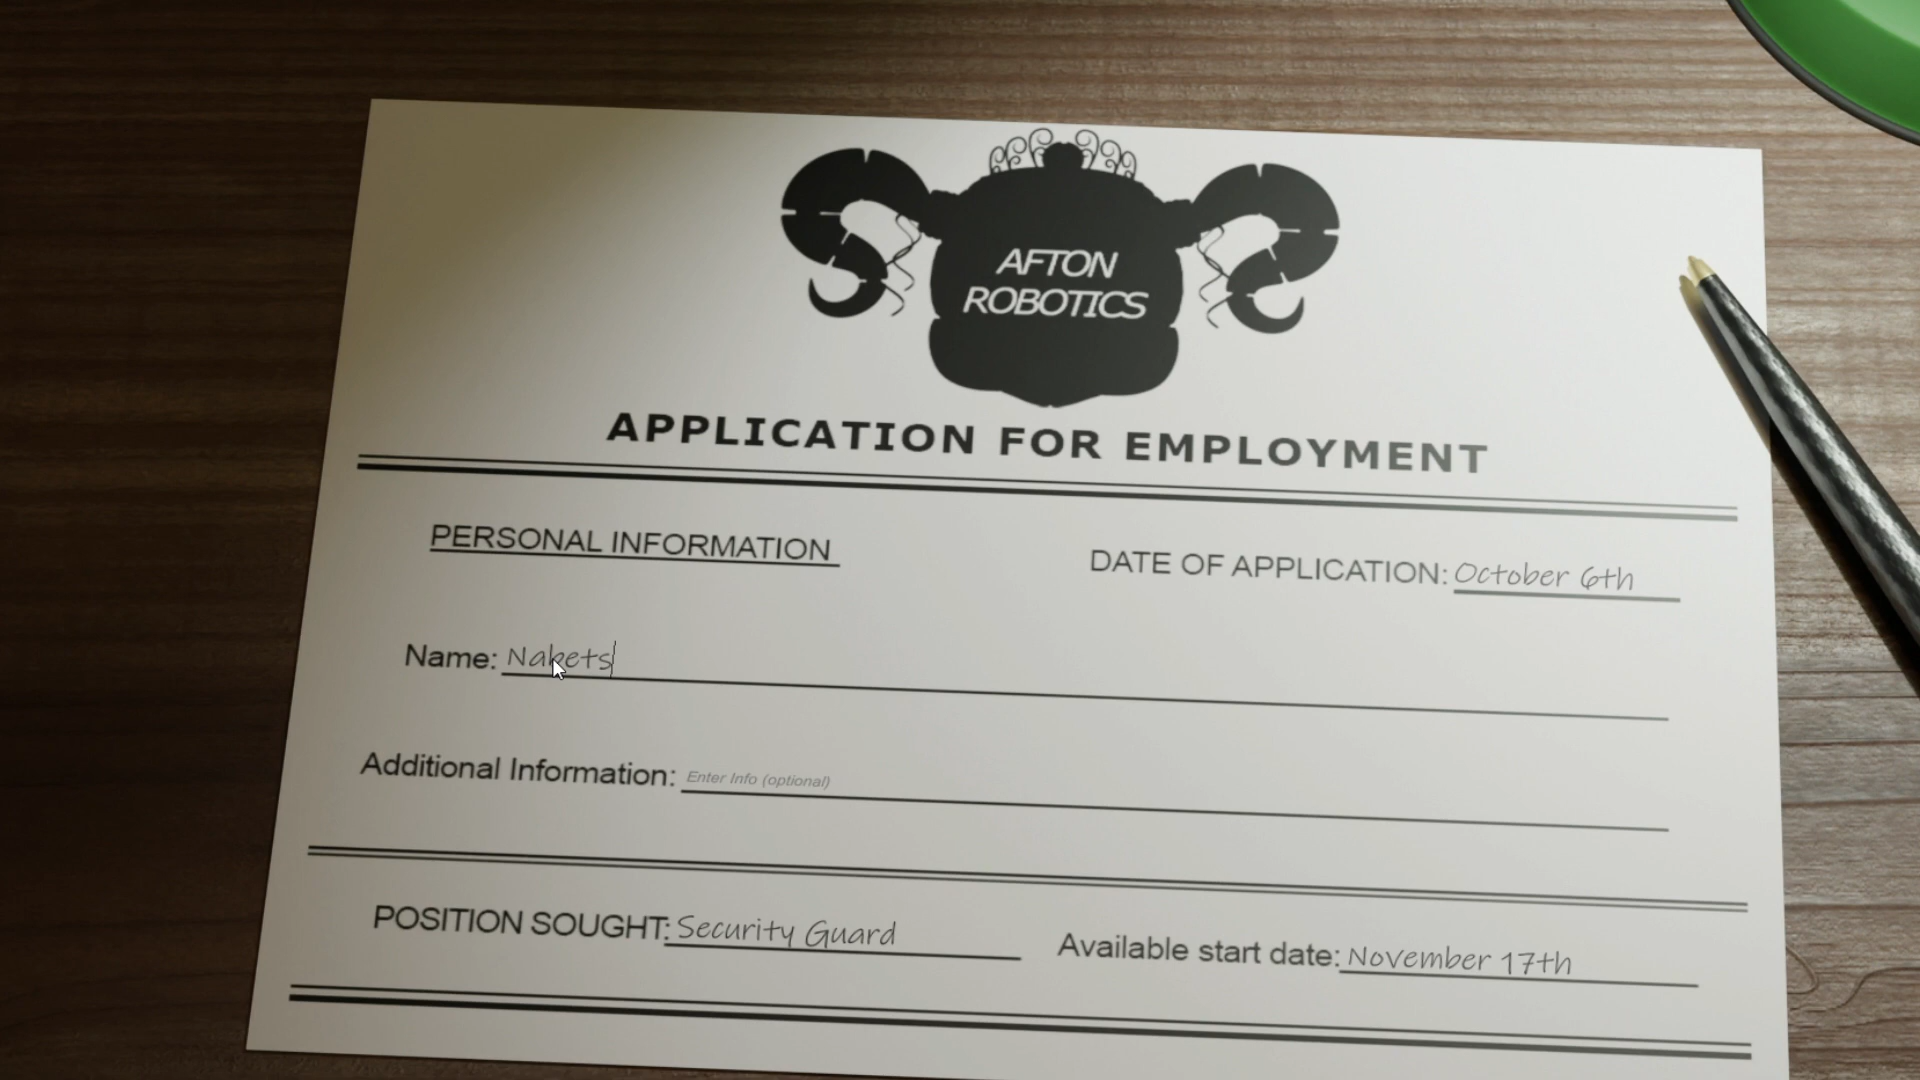 AFTON
ROBOTICS
APPLICATION FOR EMPLOYMENT
PERSONAL INFORMATION
DATE OF APPLICATION: October 6th
Name: Nakets
Additional Information: Enter Info (optional)
POSITION SOUGHT: Security Guard
Available start date: November 17th